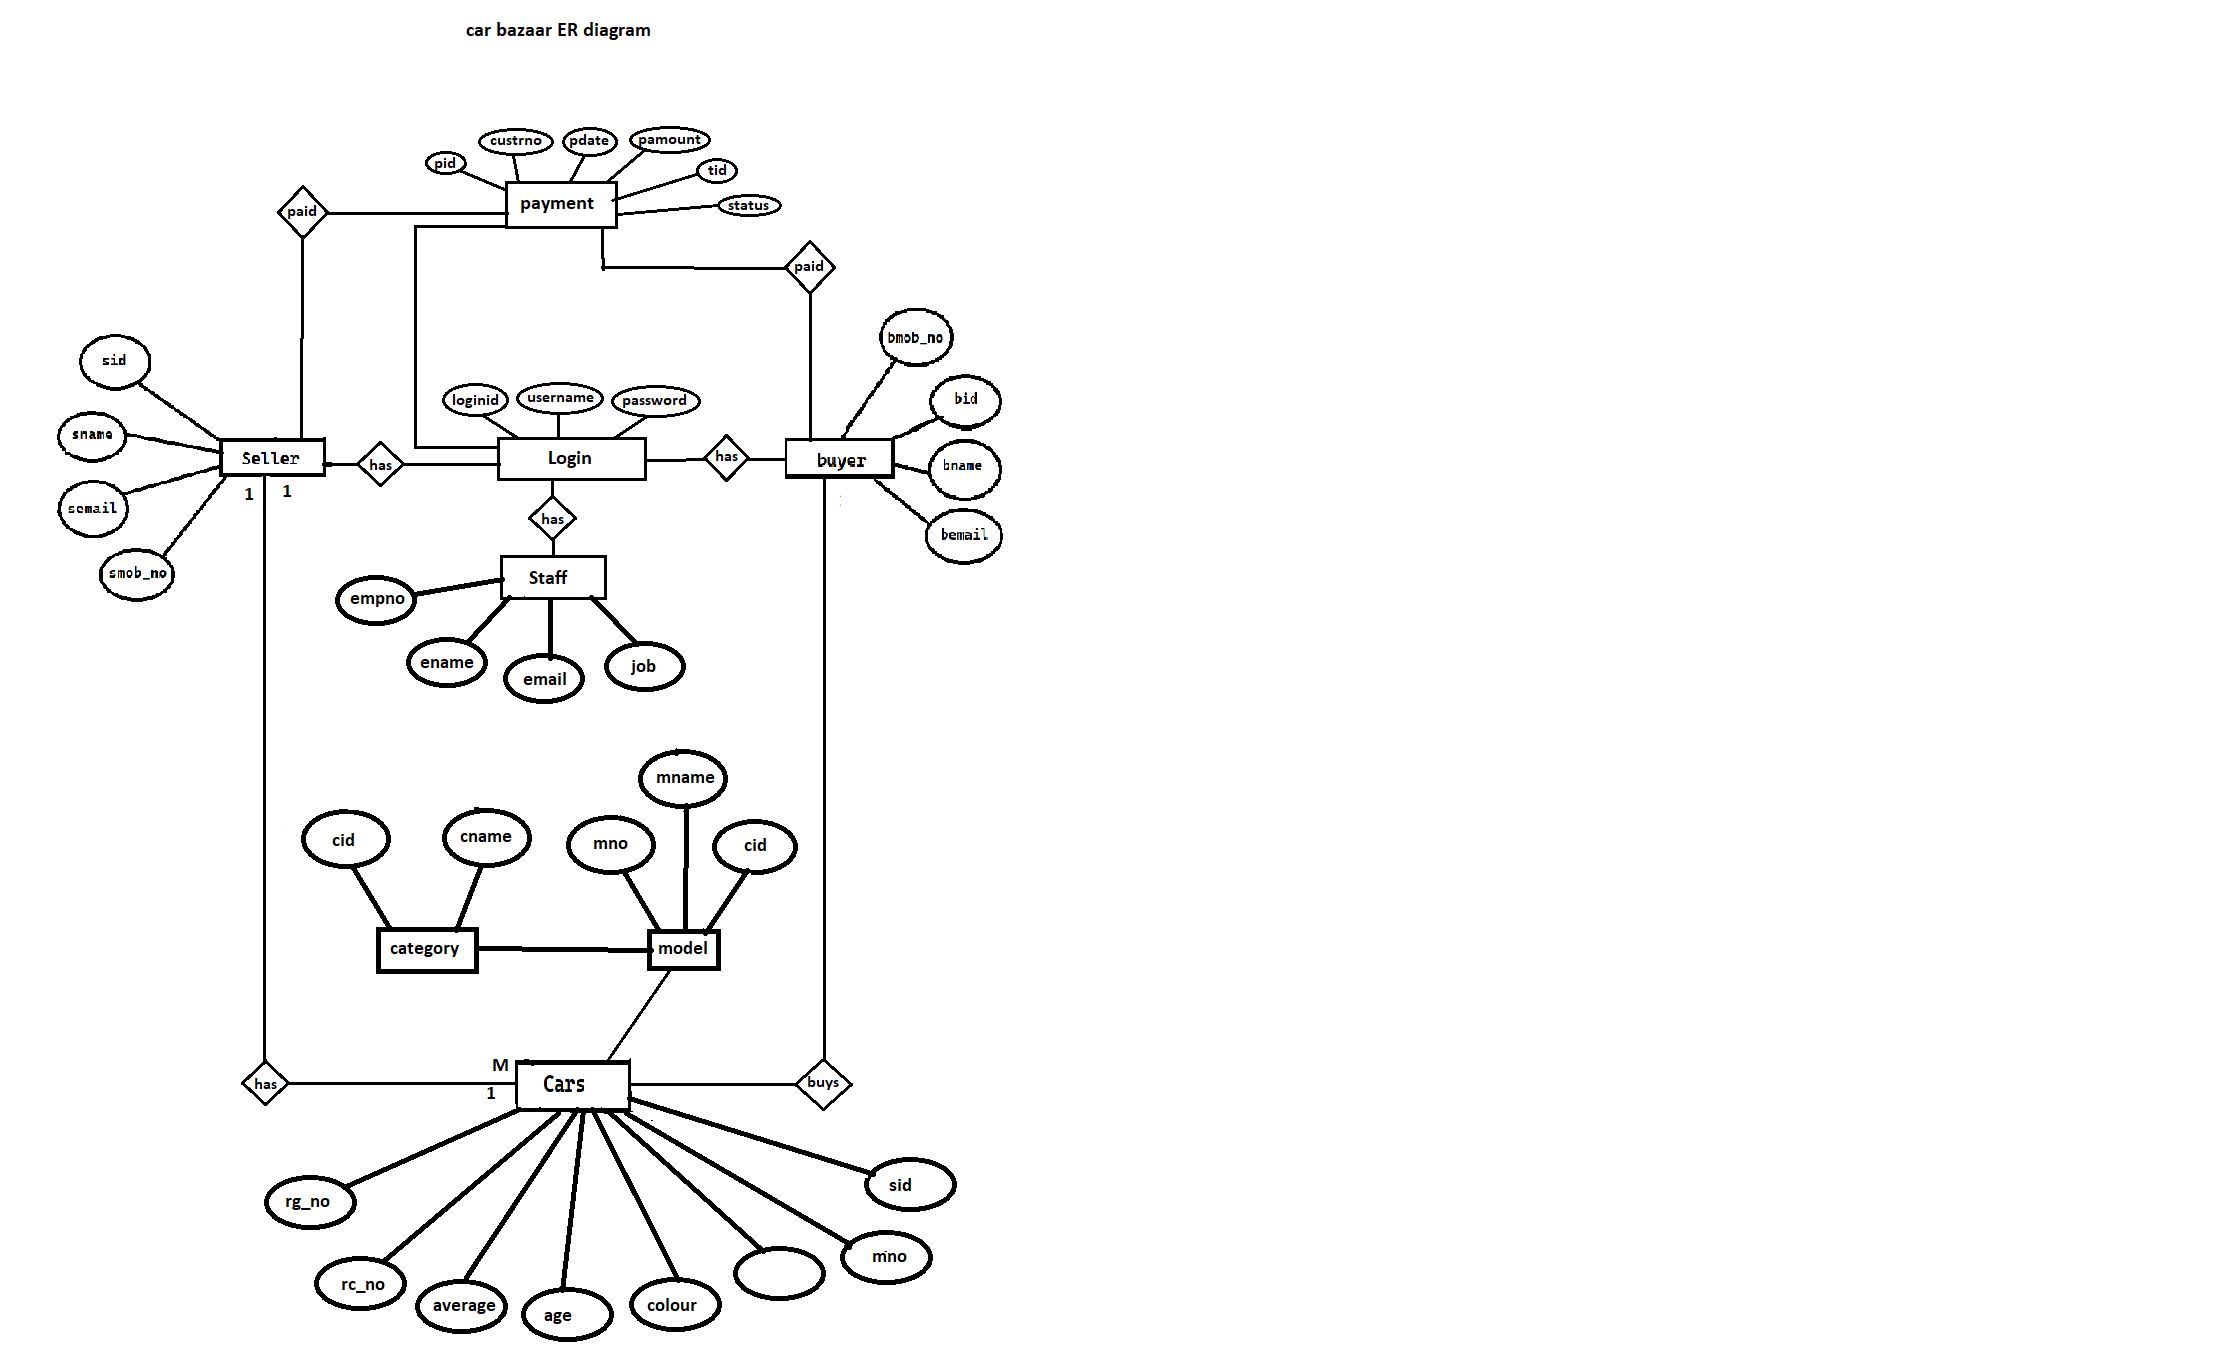 car bazaar ER diagram
custrno
pdate
pamount
pid
tid
payment
status
paid
paid
bmob_no
sid
loginid
username
password
bid
sname
Seller
has
Login
has
buyer
bname
1
1
semail
has
bemail
smob_no
Staff
empno
ename
email
job
mname
cid
cname
mno
cid
category
model
M
has
1
Cars
buys
sid
rg_no
mno
rc_no
average
age
colour